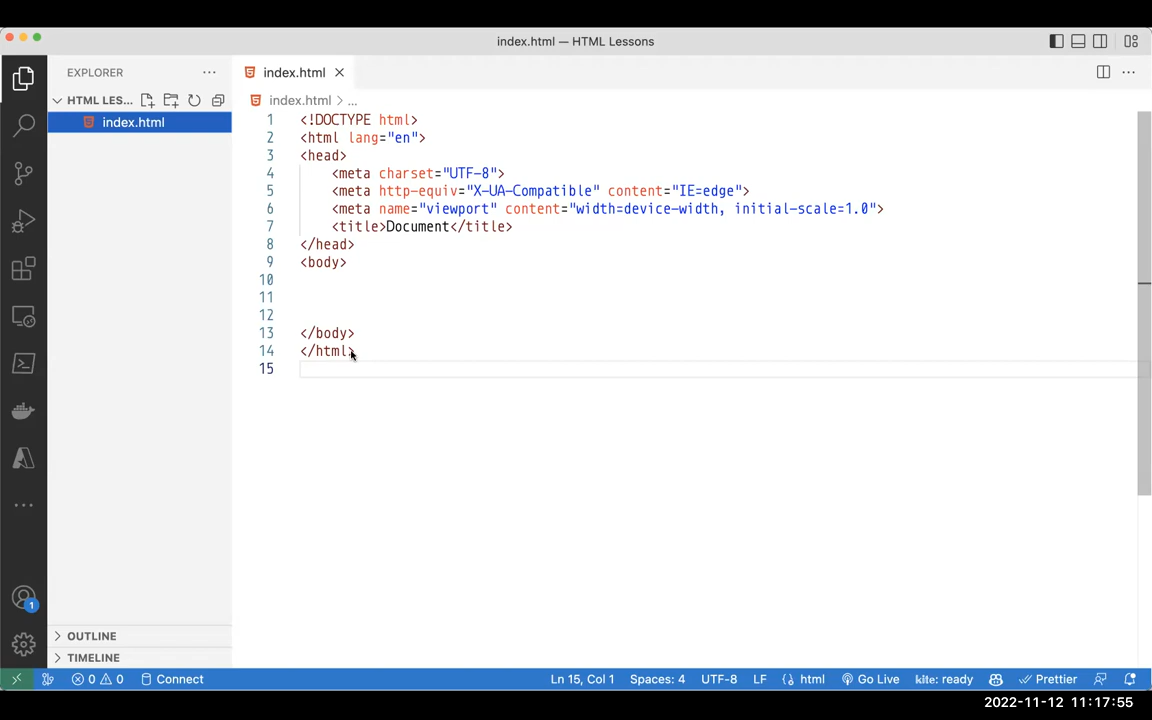 index.html — HTML Lessons
EXPLORER
HTML LES...
index.html
OUTLINE
TIMELINE
index.html
index.html > ...
1 <!DOCTYPE html>
2 <html lang="en">
3 <head>
4     <meta charset="UTF-8">
5     <meta http-equiv="X-UA-Compatible" content="IE=edge">
6     <meta name="viewport" content="width=device-width, initial-scale=1.0">
7     <title>Document</title>
8 </head>
9 <body>
10
11
12
13 </body>
14 </html>
15
1
0 0 Connect Ln 15, Col 1 Spaces: 4 UTF-8 LF html Go Live kite: ready Prettier
2022-11-12 11:17:55